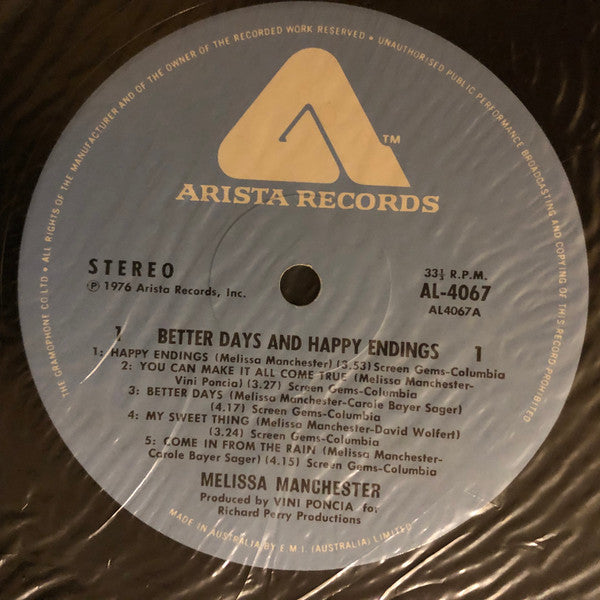 THE GRAMOPHONE CO LTD • ALL RIGHTS OF THE MANUFACTURER AND OF THE OWNER OF THE RECORDED WORK RESERVED • UNAUTHORISED PUBLIC PERFORMANCE BROADCASTING AND COPYING OF THIS RECORD PROHIBITED
TM
ARISTA RECORDS
STEREO
℗ 1976 Arista Records, Inc.
33⅓ R.P.M.
AL-4067
AL4067A
1 BETTER DAYS AND HAPPY ENDINGS 1
1: HAPPY ENDINGS (Melissa Manchester) (3.53) Screen Gems-Columbia
2: YOU CAN MAKE IT ALL COME TRUE (Melissa Manchester-
Vini Poncia) (3.27) Screen Gems-Columbia
3: BETTER DAYS (Melissa Manchester-Carole Bayer Sager)
(4.17) Screen Gems-Columbia
4: MY SWEET THING (Melissa Manchester-David Wolfert)
(3.24) Screen Gems-Columbia
5: COME IN FROM THE RAIN (Melissa Manchester-
Carole Bayer Sager) (4.15) Screen Gems-Columbia
MELISSA MANCHESTER
Produced by VINI PONCIA for
Richard Perry Productions
MADE IN AUSTRALIA BY E.M.I. (AUSTRALIA) LIMITED